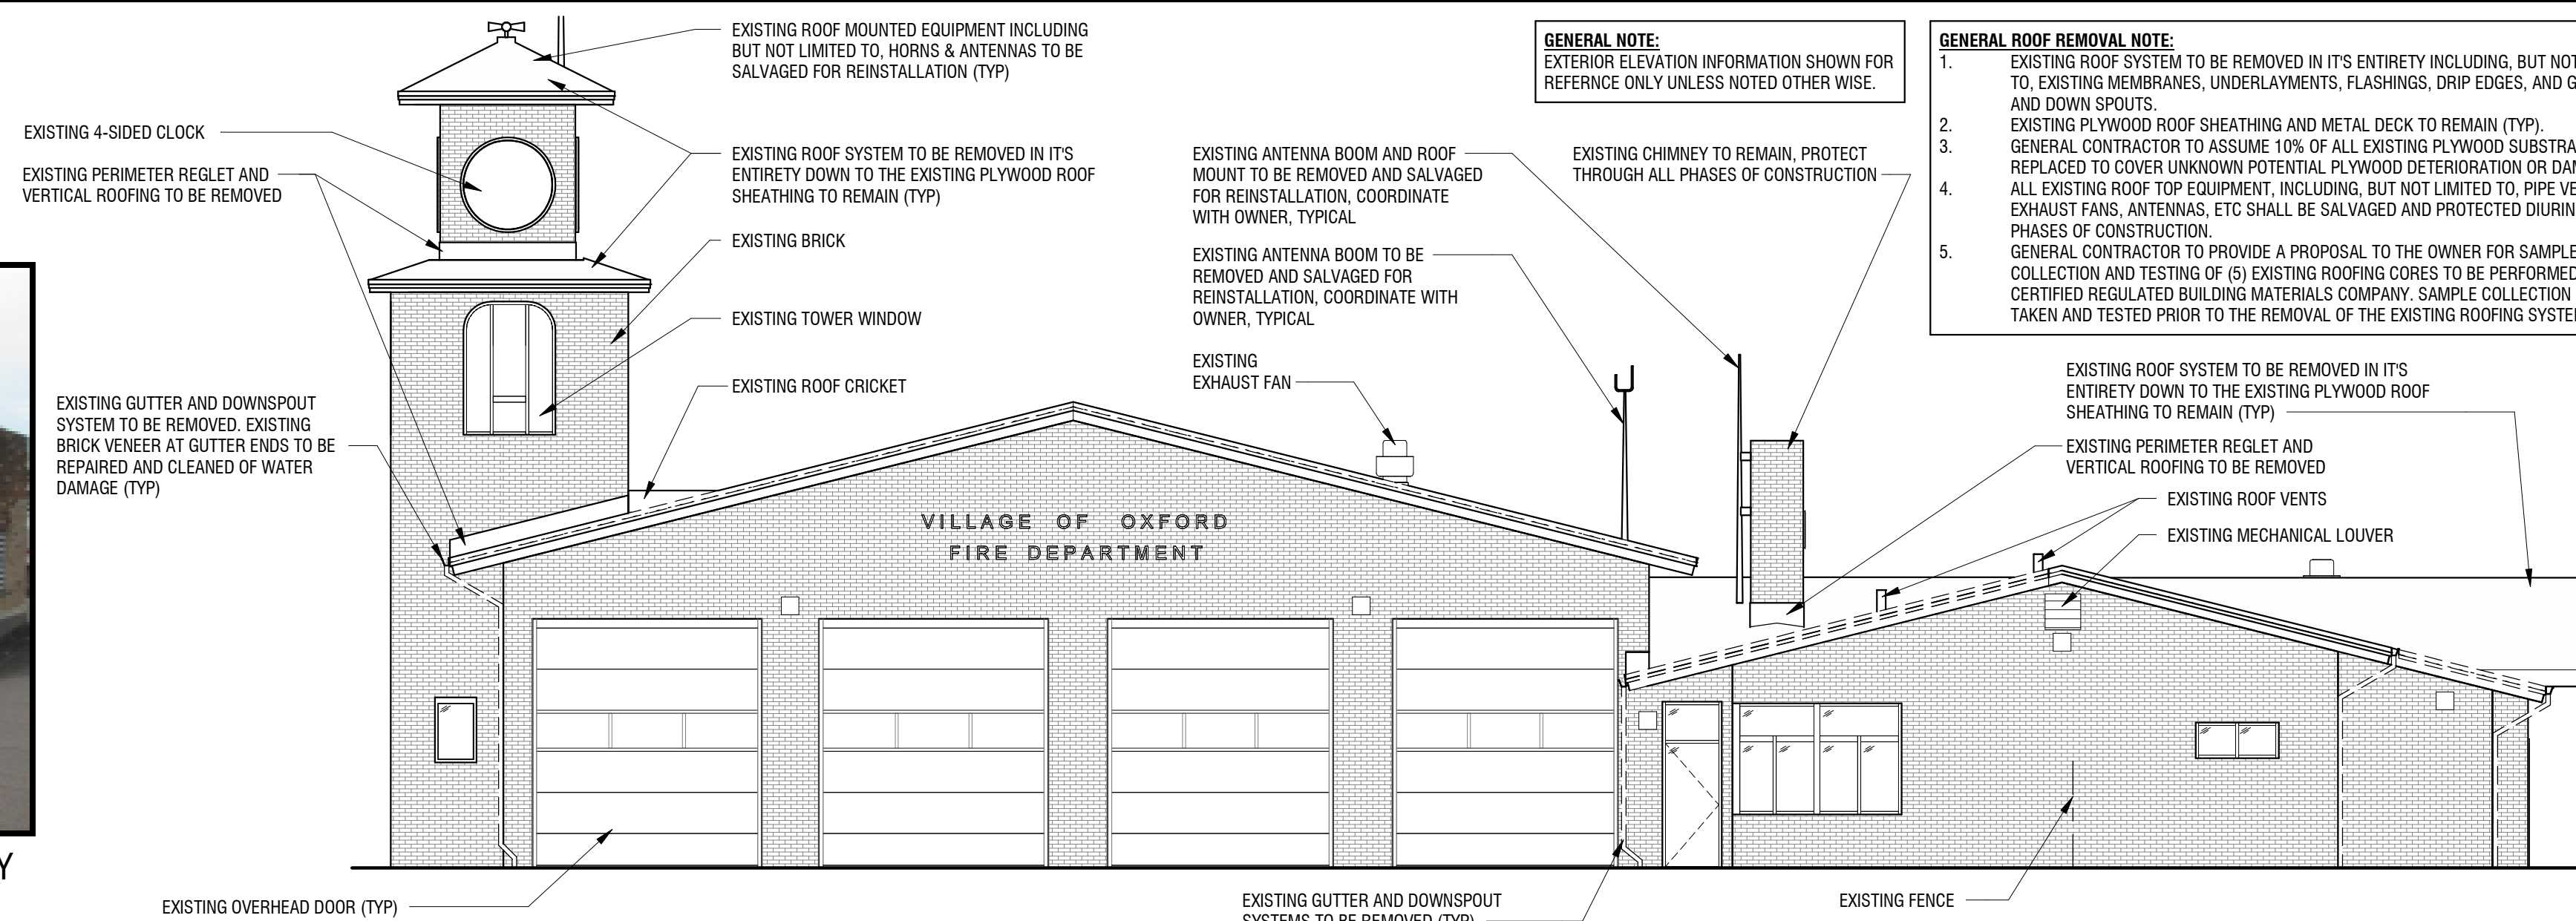 EXISTING ROOF MOUNTED EQUIPMENT INCLUDING
BUT NOT LIMITED TO, HORNS & ANTENNAS TO BE
SALVAGED FOR REINSTALLATION (TYP)
EXISTING 4-SIDED CLOCK
EXISTING PERIMETER REGLET AND
VERTICAL ROOFING TO BE REMOVED
EXISTING ROOF SYSTEM TO BE REMOVED IN IT'S
ENTIRETY DOWN TO THE EXISTING PLYWOOD ROOF
SHEATHING TO REMAIN (TYP)
EXISTING BRICK
EXISTING TOWER WINDOW
EXISTING ROOF CRICKET
EXISTING GUTTER AND DOWNSPOUT
SYSTEM TO BE REMOVED. EXISTING
BRICK VENEER AT GUTTER ENDS TO BE
REPAIRED AND CLEANED OF WATER
DAMAGE (TYP)
EXISTING ANTENNA BOOM AND ROOF
MOUNT TO BE REMOVED AND SALVAGED
FOR REINSTALLATION, COORDINATE
WITH OWNER, TYPICAL
EXISTING ANTENNA BOOM TO BE
REMOVED AND SALVAGED FOR
REINSTALLATION, COORDINATE WITH
OWNER, TYPICAL
EXISTING
EXHAUST FAN
GENERAL NOTE:
EXTERIOR ELEVATION INFORMATION SHOWN FOR
REFERNCE ONLY UNLESS NOTED OTHER WISE.
EXISTING CHIMNEY TO REMAIN, PROTECT
THROUGH ALL PHASES OF CONSTRUCTION
GENERAL ROOF REMOVAL NOTE:
1. EXISTING ROOF SYSTEM TO BE REMOVED IN IT'S ENTIRETY INCLUDING, BUT NOT
TO, EXISTING MEMBRANES, UNDERLAYMENTS, FLASHINGS, DRIP EDGES, AND G
AND DOWN SPOUTS.
2. EXISTING PLYWOOD ROOF SHEATHING AND METAL DECK TO REMAIN (TYP).
3. GENERAL CONTRACTOR TO ASSUME 10% OF ALL EXISTING PLYWOOD SUBSTRA
REPLACED TO COVER UNKNOWN POTENTIAL PLYWOOD DETERIORATION OR DAM
4. ALL EXISTING ROOF TOP EQUIPMENT, INCLUDING, BUT NOT LIMITED TO, PIPE VE
EXHAUST FANS, ANTENNAS, ETC SHALL BE SALVAGED AND PROTECTED DIURIN
PHASES OF CONSTRUCTION.
5. GENERAL CONTRACTOR TO PROVIDE A PROPOSAL TO THE OWNER FOR SAMPLE
COLLECTION AND TESTING OF (5) EXISTING ROOFING CORES TO BE PERFORMED
CERTIFIED REGULATED BUILDING MATERIALS COMPANY. SAMPLE COLLECTION
TAKEN AND TESTED PRIOR TO THE REMOVAL OF THE EXISTING ROOFING SYSTE
EXISTING ROOF SYSTEM TO BE REMOVED IN IT'S
ENTIRETY DOWN TO THE EXISTING PLYWOOD ROOF
SHEATHING TO REMAIN (TYP)
EXISTING PERIMETER REGLET AND
VERTICAL ROOFING TO BE REMOVED
EXISTING ROOF VENTS
EXISTING MECHANICAL LOUVER
VILLAGE OF OXFORD
FIRE DEPARTMENT
Y
EXISTING OVERHEAD DOOR (TYP)
EXISTING GUTTER AND DOWNSPOUT
SYSTEMS TO BE REMOVED (TYP)
EXISTING FENCE